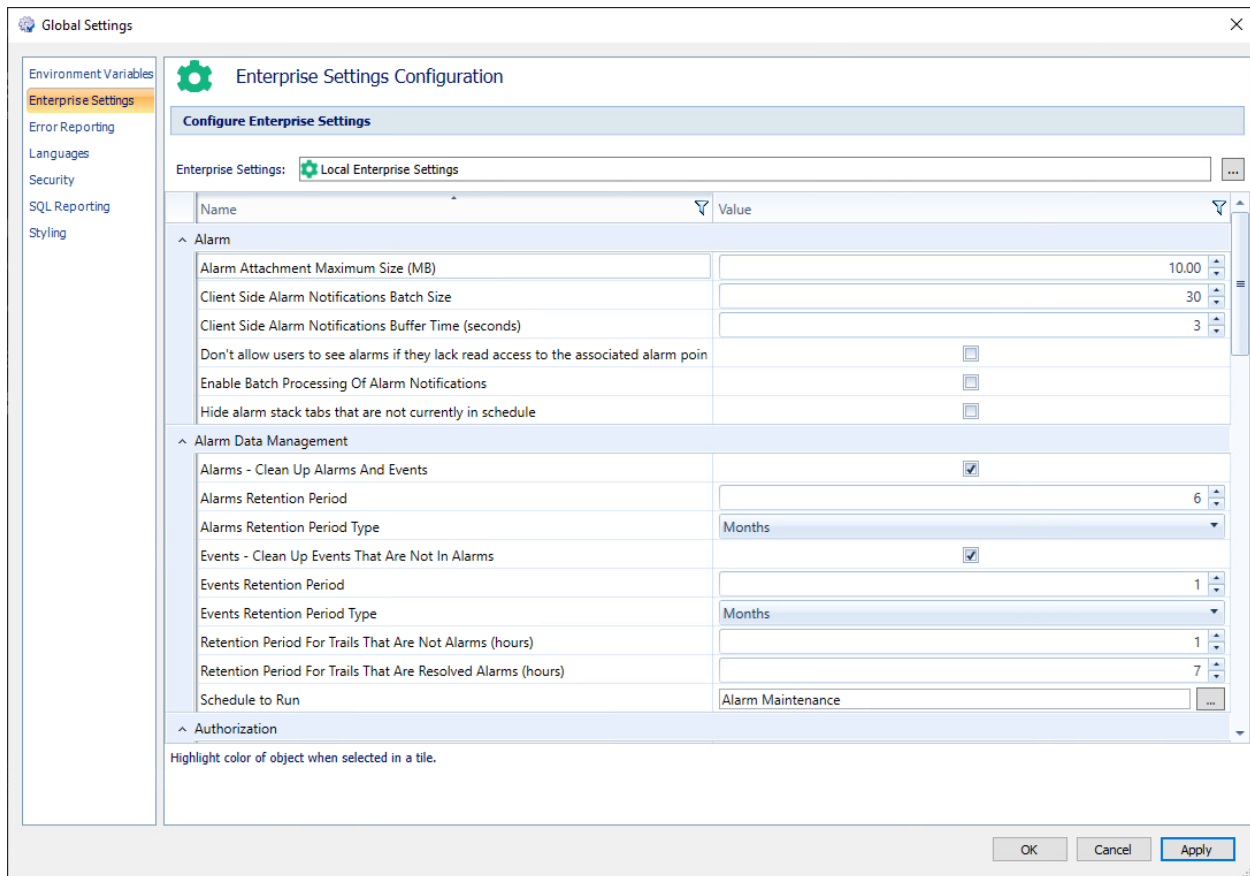 Global Settings
Environment Variables
Enterprise Settings
Error Reporting
Languages
Security
SQL Reporting
Styling
Enterprise Settings Configuration
Configure Enterprise Settings
Enterprise Settings: Local Enterprise Settings ...
Name Value
Alarm
Alarm Attachment Maximum Size (MB) 10.00
Client Side Alarm Notifications Batch Size 30
Client Side Alarm Notifications Buffer Time (seconds) 3
Don't allow users to see alarms if they lack read access to the associated alarm poin
Enable Batch Processing Of Alarm Notifications
Hide alarm stack tabs that are not currently in schedule
Alarm Data Management
Alarms - Clean Up Alarms And Events
Alarms Retention Period 6
Alarms Retention Period Type Months
Events - Clean Up Events That Are Not In Alarms
Events Retention Period 1
Events Retention Period Type Months
Retention Period For Trails That Are Not Alarms (hours) 1
Retention Period For Trails That Are Resolved Alarms (hours) 7
Schedule to Run Alarm Maintenance ...
Authorization
Highlight color of object when selected in a tile.
OK Cancel Apply